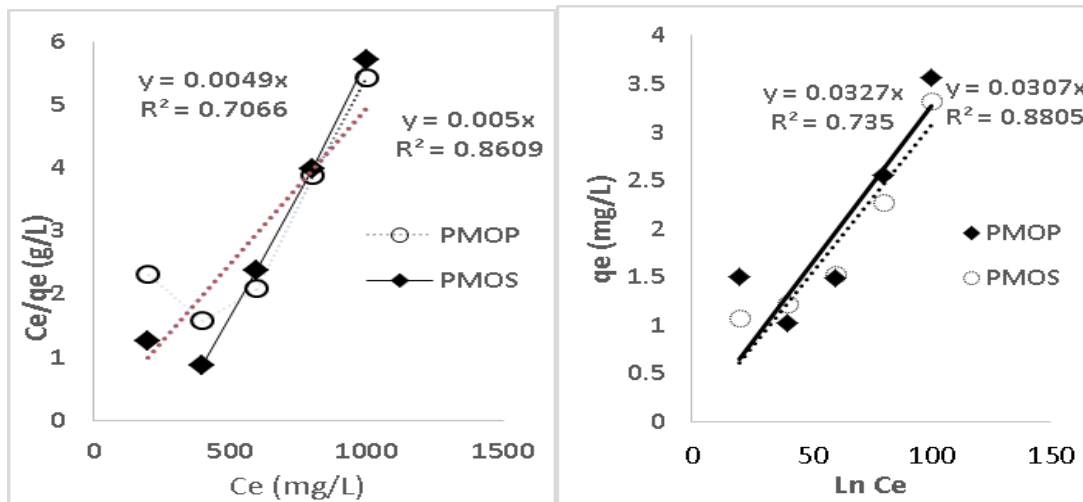 6
5
4
3
2
1
0
Ce/qe (g/L)
y = 0.0049x
R² = 0.7066
y = 0.005x
R² = 0.8609
PMOP
PMOS
0
500
1000
1500
Ce (mg/L)
4
3.5
3
2.5
2
1.5
1
0.5
0
qe (mg/L)
y = 0.0327x
R² = 0.735
y = 0.0307x
R² = 0.8805
PMOP
PMOS
0
50
100
150
Ln Ce